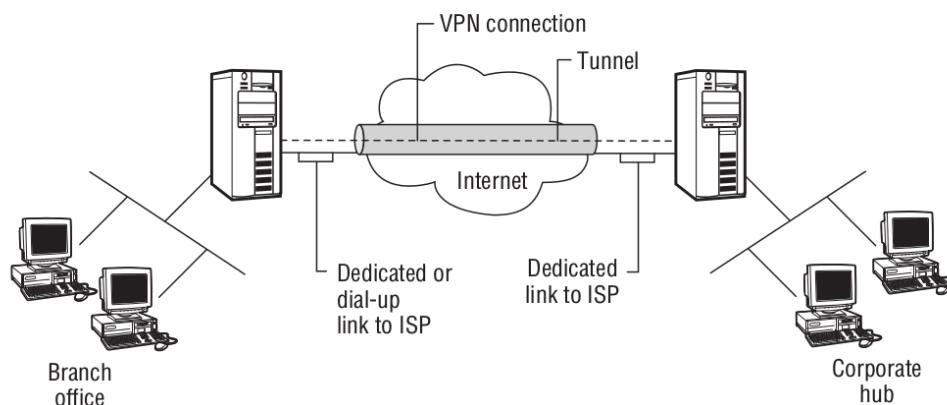 VPN connection
Tunnel
Internet
Dedicated or
dial-up
link to ISP
Dedicated
link to ISP
Branch
office
Corporate
hub